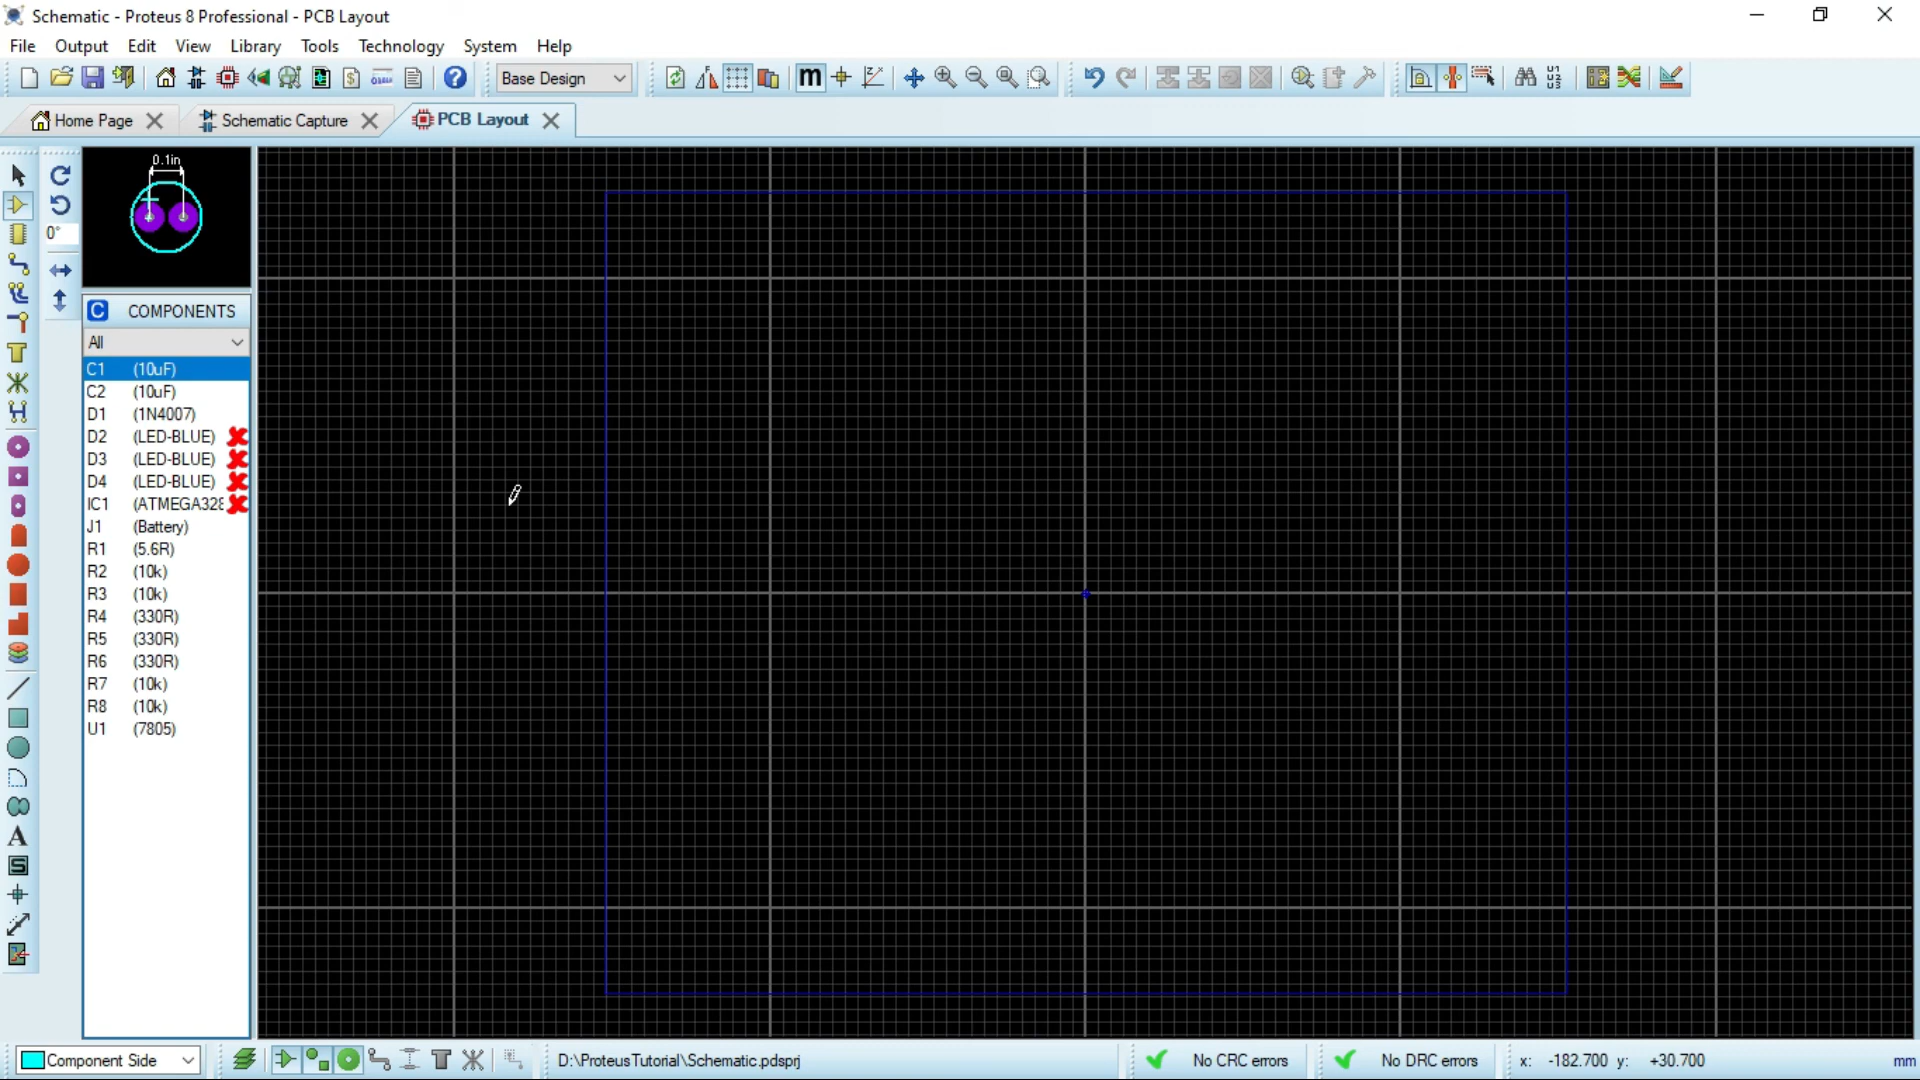 Schematic - Proteus 8 Professional - PCB Layout
File Output Edit View Library Tools Technology System Help
Base Design
Home Page
Schematic Capture
PCB Layout
0.1in
0°
COMPONENTS
All
C1 (10uF)
C2 (10uF)
D1 (1N4007)
D2 (LED-BLUE)
D3 (LED-BLUE)
D4 (LED-BLUE)
IC1 (ATMEGA328
J1 (Battery)
R1 (5.6R)
R2 (10k)
R3 (10k)
R4 (330R)
R5 (330R)
R6 (330R)
R7 (10k)
R8 (10k)
U1 (7805)
Component Side
D:\ProteusTutorial\Schematic.pdsprj
No CRC errors
No DRC errors
x: -182.700 y: +30.700 mm